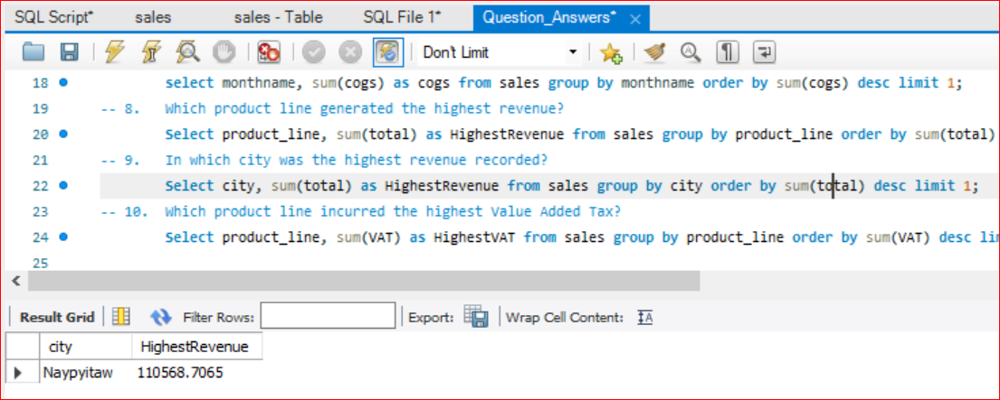 SQL Script* sales sales - Table SQL File 1* Question_Answers* ×
Don't Limit
18 select monthname, sum(cogs) as cogs from sales group by monthname order by sum(cogs) desc limit 1;
19 -- 8. Which product line generated the highest revenue?
20 Select product_line, sum(total) as HighestRevenue from sales group by product_line order by sum(total)
21 -- 9. In which city was the highest revenue recorded?
22 Select city, sum(total) as HighestRevenue from sales group by city order by sum(total) desc limit 1;
23 -- 10. Which product line incurred the highest Value Added Tax?
24 Select product_line, sum(VAT) as HighestVAT from sales group by product_line order by sum(VAT) desc lim
25
Result Grid Filter Rows: Export: Wrap Cell Content: IA
city HighestRevenue
Naypyitaw 110568.7065